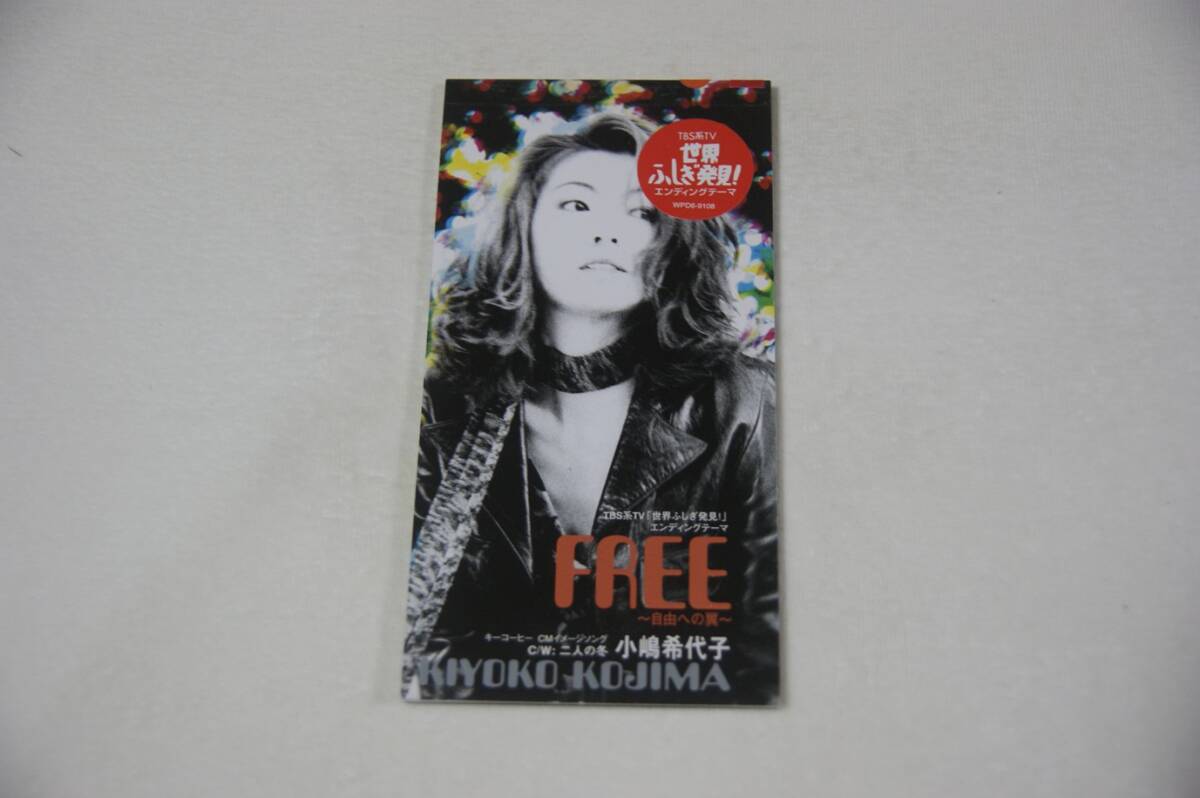 TBS系TV
世界
ふしぎ発見!
エンディングテーマ
WPD6-9108
TBS系TV「世界ふしぎ発見!」
エンディングテーマ
FREE
〜自由への翼〜
キーコーヒー CMイメージソング
C/W: 二人の冬 小嶋希代子
KIYOKO KOJIMA